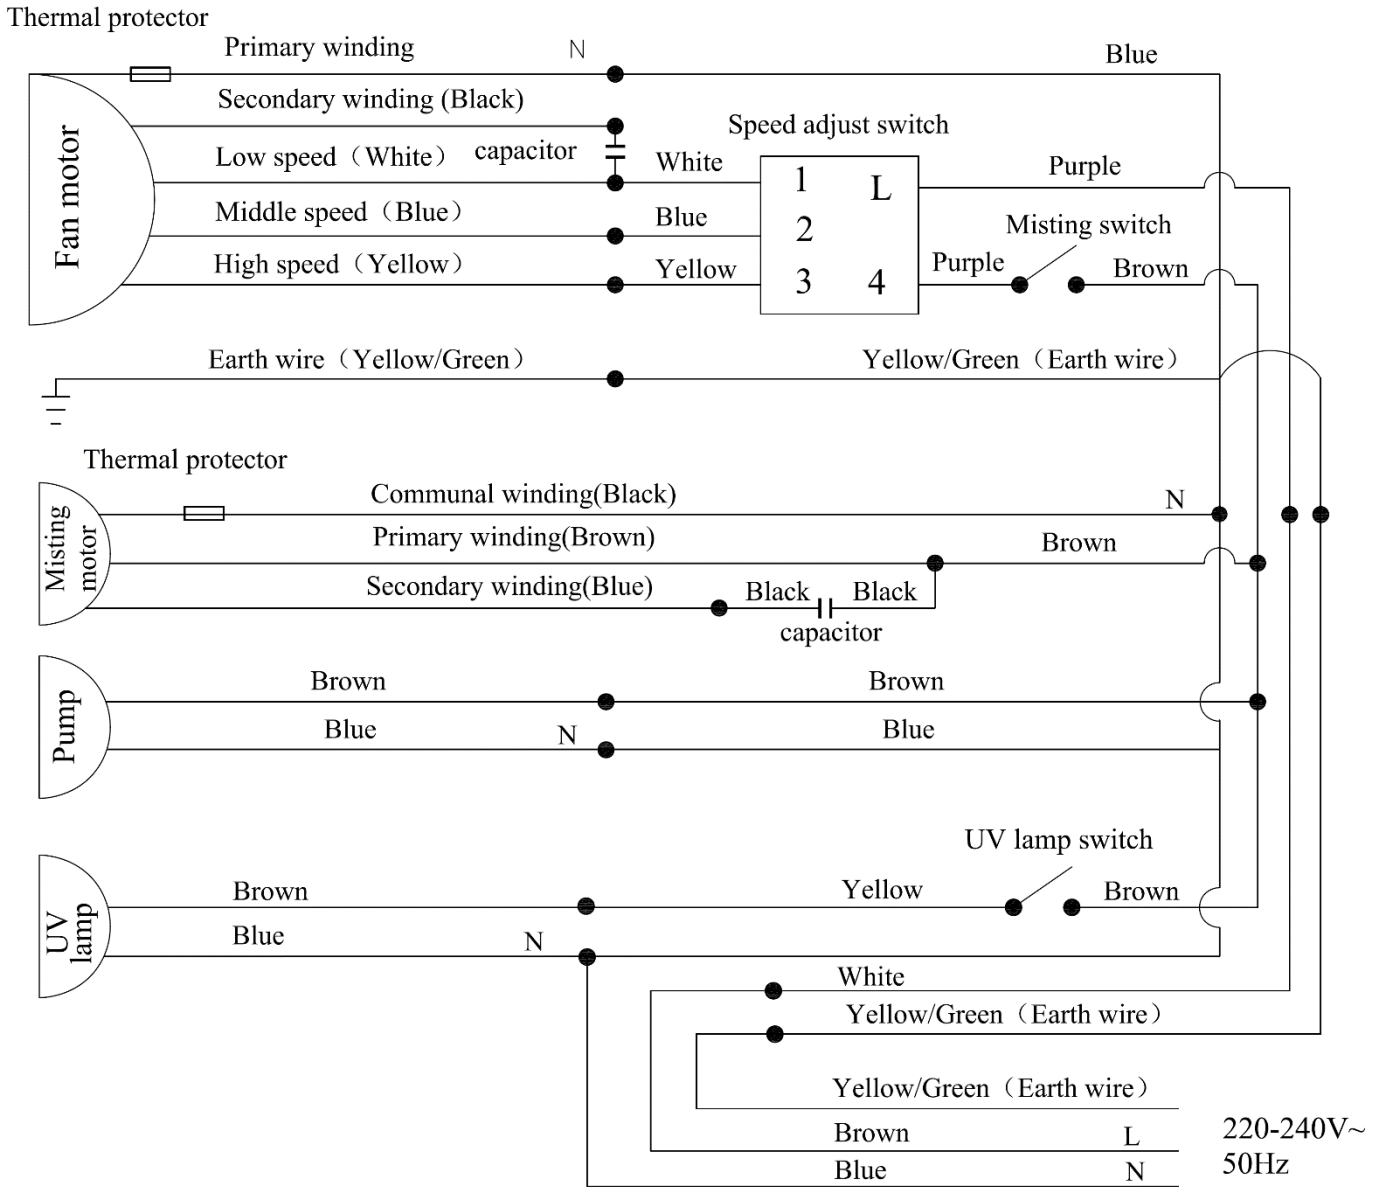 Thermal protector
Primary winding
N
Blue
Secondary winding (Black)
Speed adjust switch
Low speed（White）
capacitor
White
1
L
Purple
Middle speed（Blue）
Blue
2
Misting switch
High speed（Yellow）
Yellow
3
4
Purple
Brown
Fan motor
Earth wire（Yellow/Green）
Yellow/Green（Earth wire）
Thermal protector
Communal winding(Black)
N
Primary winding(Brown)
Brown
Misting
motor
Secondary winding(Blue)
Black
Black
capacitor
Brown
Brown
Pump
Blue
N
Blue
UV lamp switch
Brown
Yellow
Brown
UV
lamp
Blue
N
White
Yellow/Green（Earth wire）
Yellow/Green（Earth wire）
Brown
L
220-240V~
50Hz
Blue
N